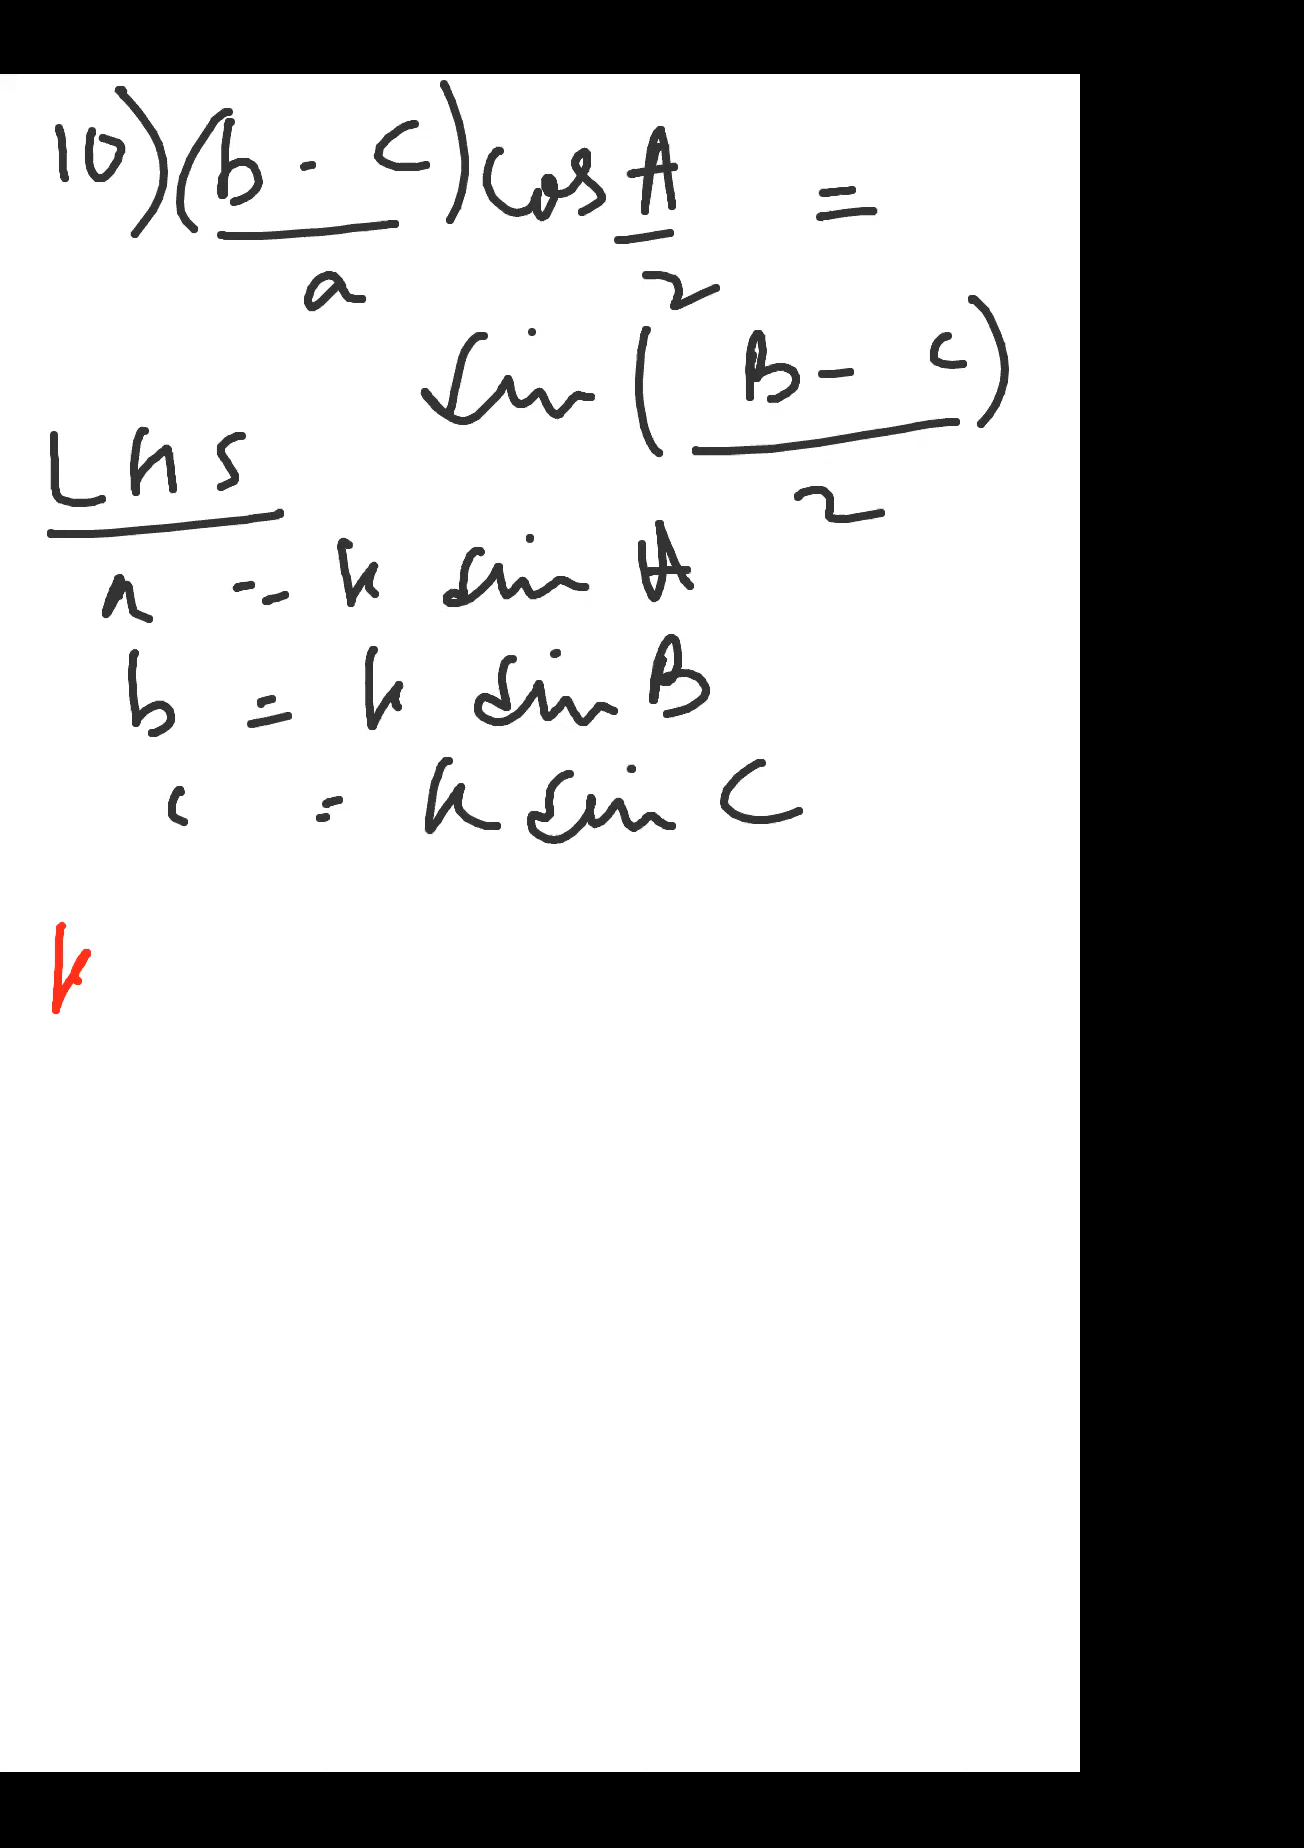 10) (b - c) cos A =
a 2
sin ( B - c )
2
LHS
a = k sin A
b = k sin B
c = k sin C
k